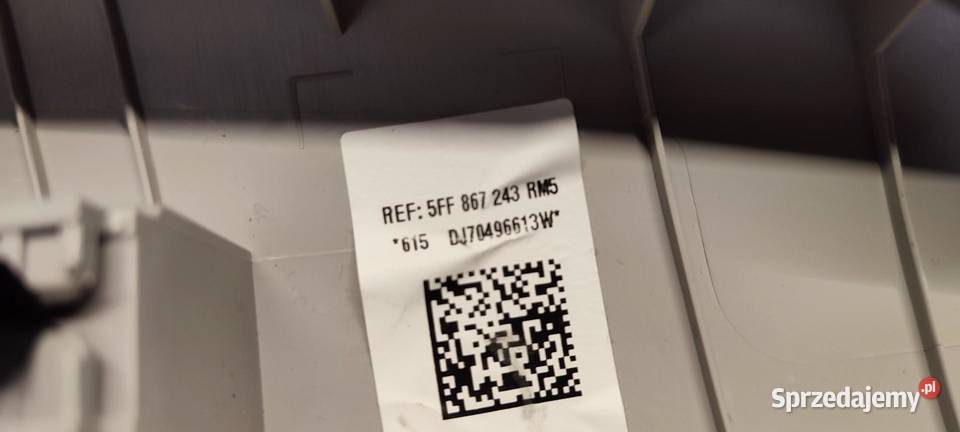 REF: 5FF 867 243 RM5
*615 DJ70496613W*
Sprzedajemy.pl